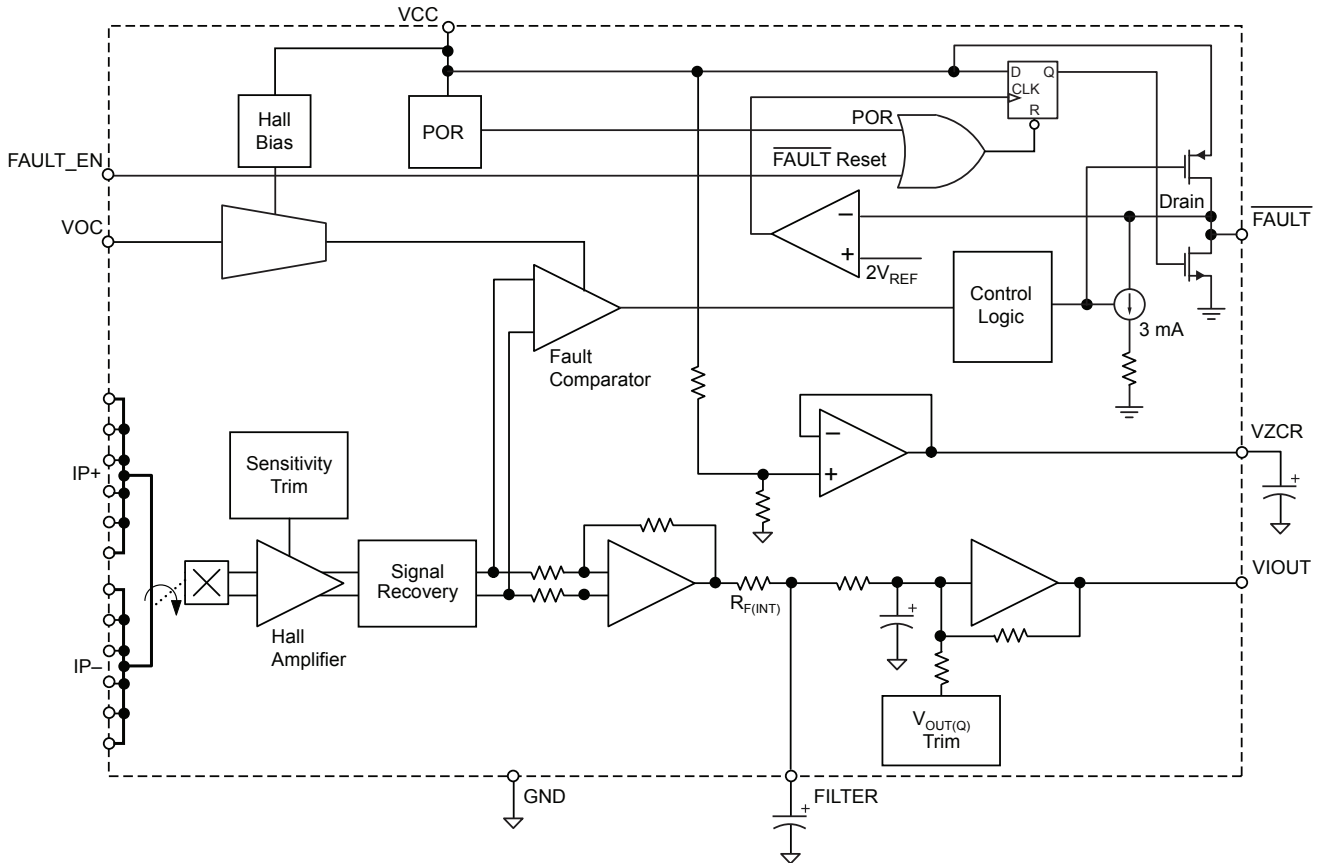 VCC
Hall
Bias
POR
POR
D Q
CLK
R
FAULT_EN
FAULT Reset
Drain
FAULT
VOC
−
+
2VREF
Control
Logic
3 mA
Fault
Comparator
VZCR
−
+
+
IP+
Sensitivity
Trim
Signal
Recovery
RF(INT)
VIOUT
+
Hall
Amplifier
IP–
VOUT(Q)
Trim
GND
FILTER
+